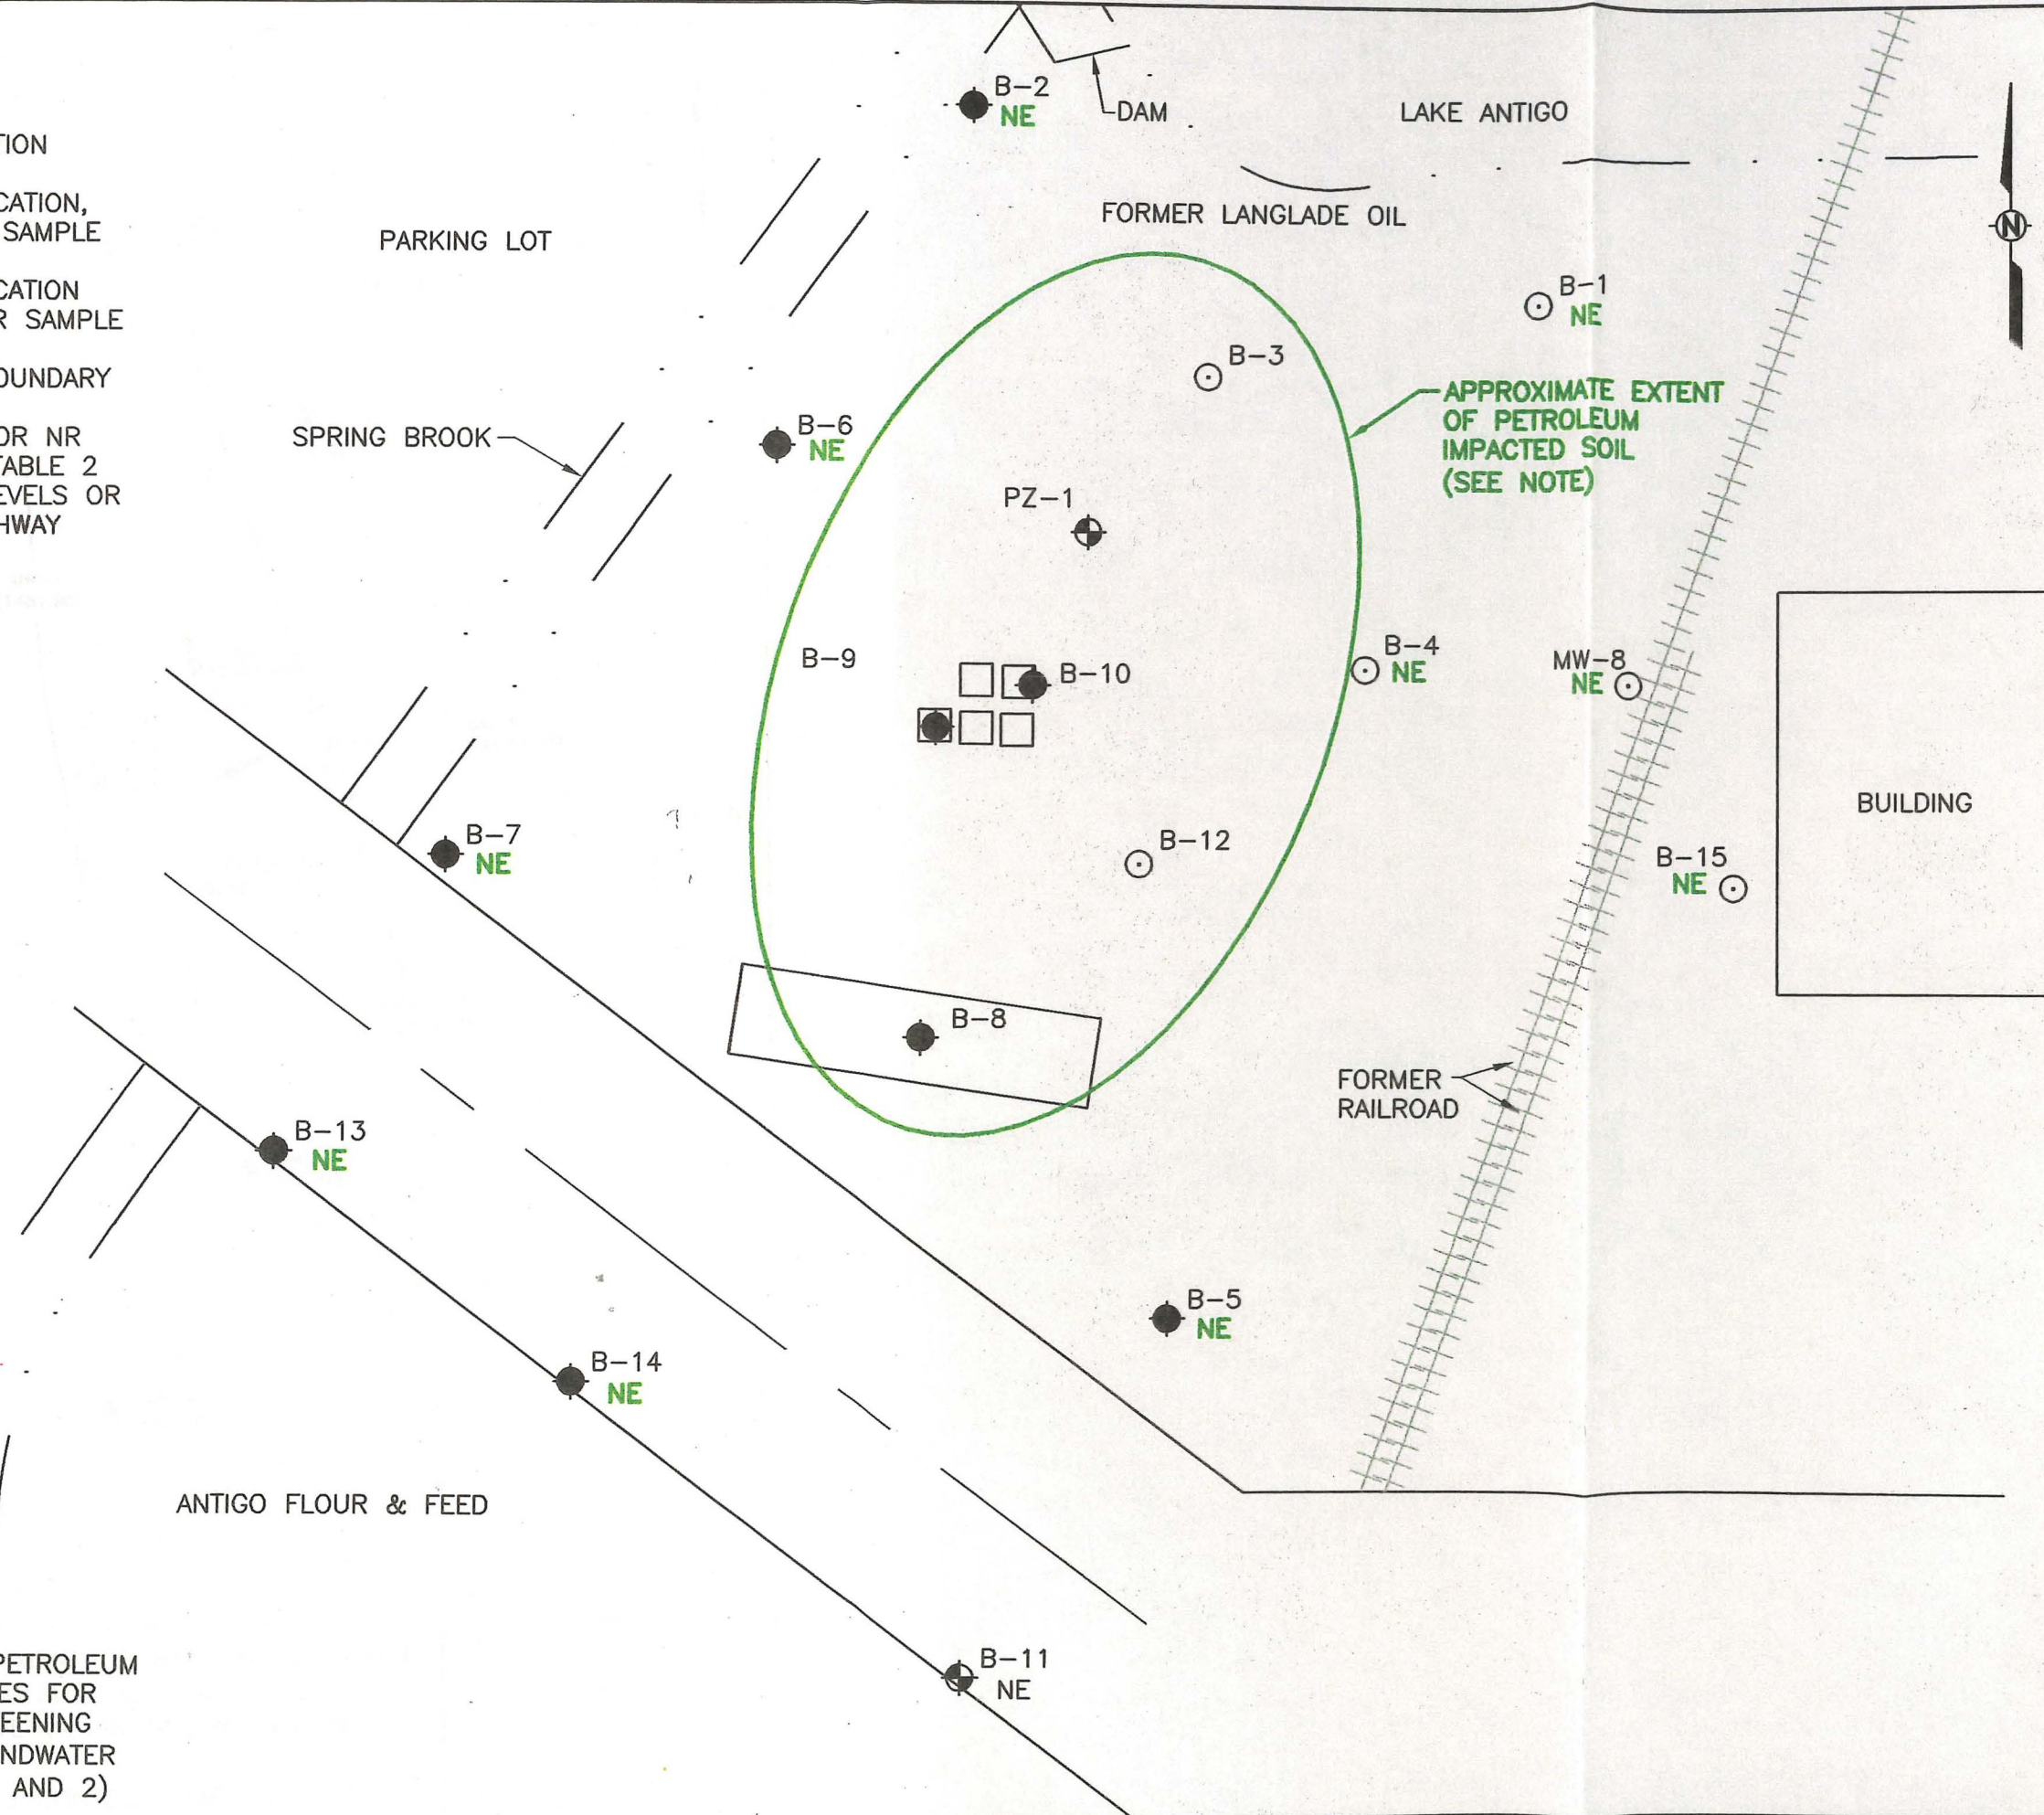 TION
CATION,
SAMPLE
CATION
R SAMPLE
OUNDARY
OR NR
TABLE 2
EVELS OR
HWAY
B-2
NE
DAM
LAKE ANTIGO
N
FORMER LANGLADE OIL
PARKING LOT
B-1
NE
B-3
APPROXIMATE EXTENT
OF PETROLEUM
IMPACTED SOIL
(SEE NOTE)
SPRING BROOK
B-6
NE
PZ-1
B-9
B-10
B-4
NE
MW-8
NE
BUILDING
B-7
NE
B-12
B-15
NE
B-8
FORMER
RAILROAD
B-13
NE
B-5
NE
B-14
NE
ANTIGO FLOUR & FEED
B-11
NE
PETROLEUM
ES FOR
EENING
NDWATER
AND 2)